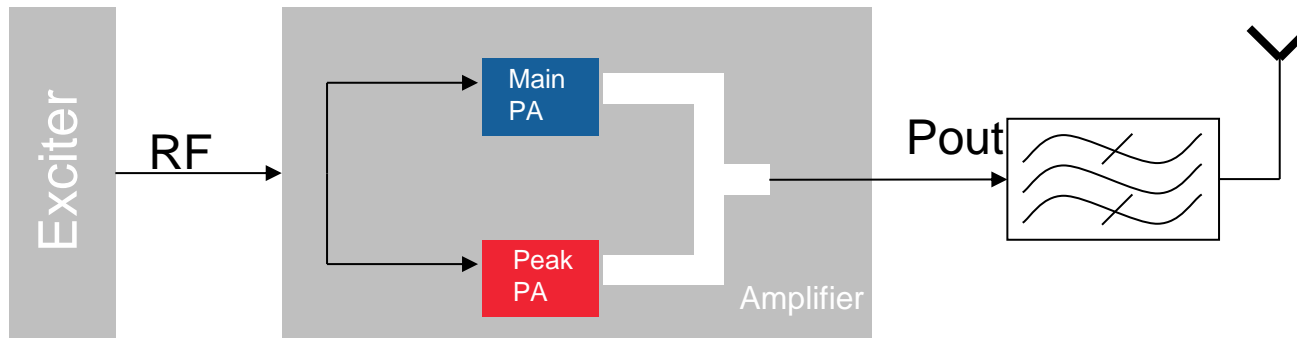 Exciter
RF
Main
PA
Peak
PA
Amplifier
Pout